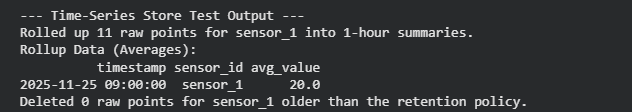 --- Time-Series Store Test Output ---
Rolled up 11 raw points for sensor_1 into 1-hour summaries.
Rollup Data (Averages):
timestamp sensor_id avg_value
2025-11-25 09:00:00 sensor_1 20.0
Deleted 0 raw points for sensor_1 older than the retention policy.